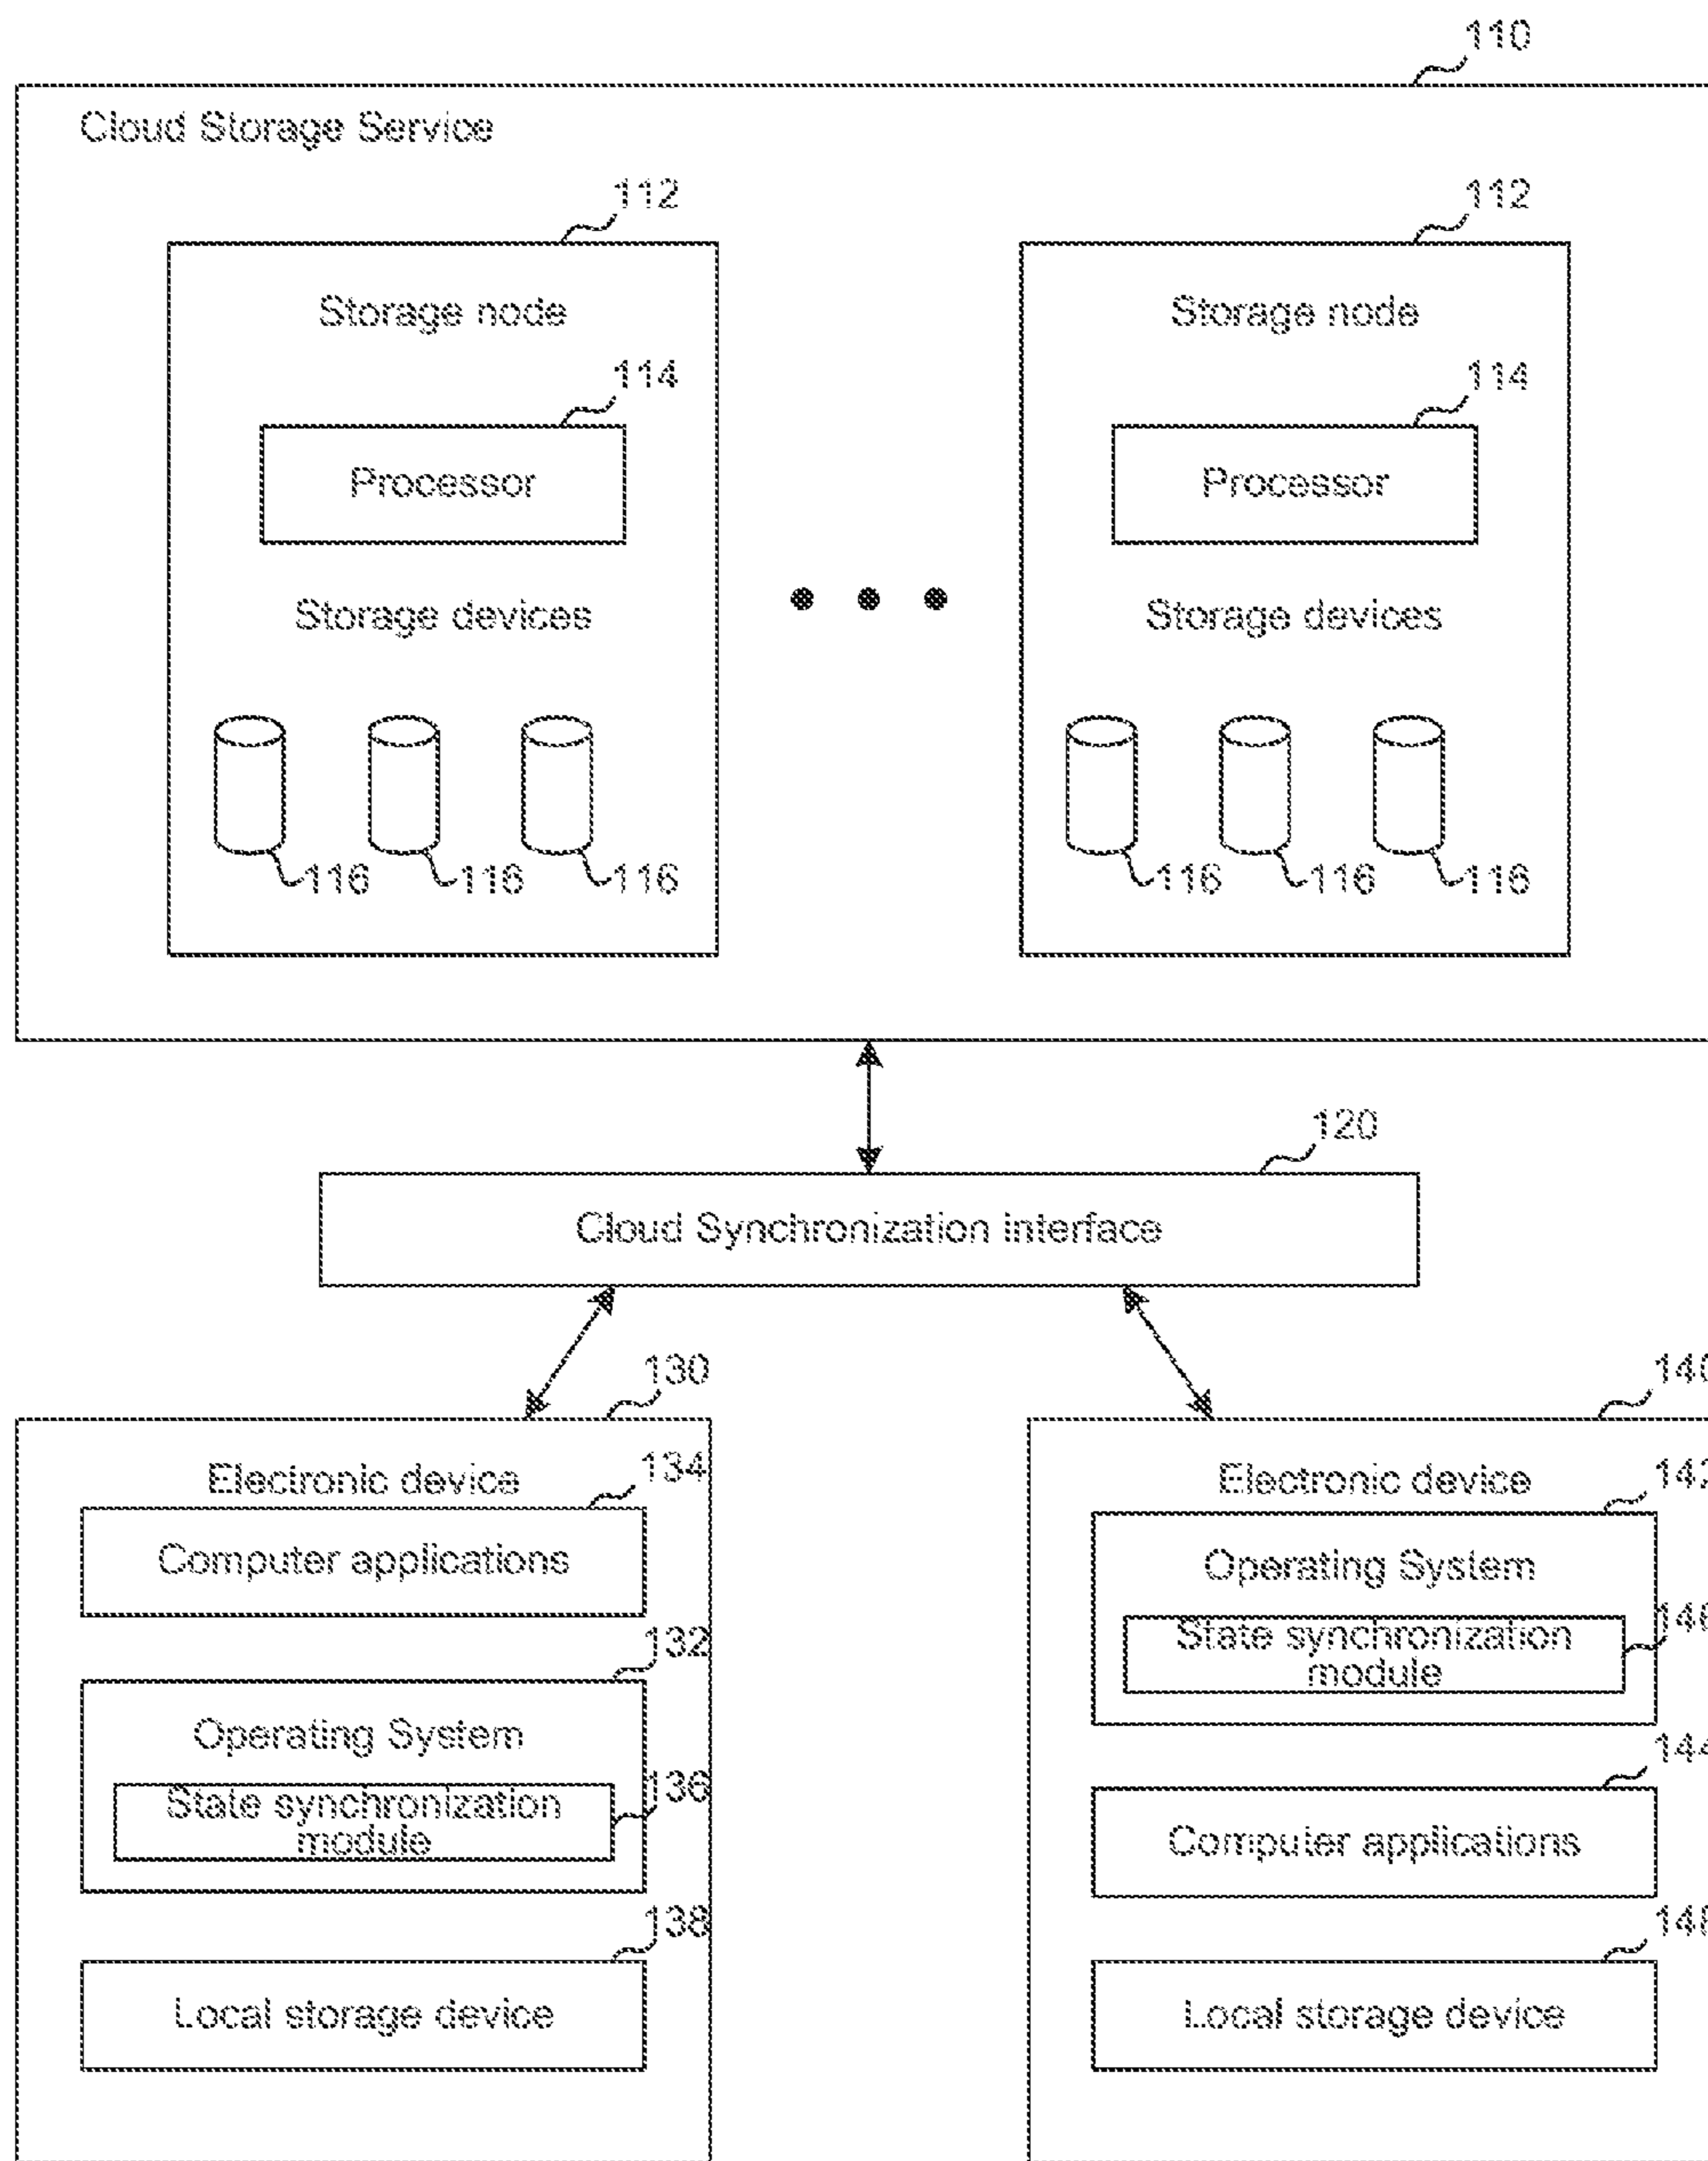 110
Cloud Storage Service
112 112
Storage node Storage node
114 114
Processor Processor
Storage devices Storage devices
116 116 116 116 116 116
120
Cloud Synchronization interface
130
Electronic device
134
Computer applications
132
Operating System
136
State synchronization
module
138
Local storage device
Electronic device
Operating System
State synchronization
module
144
Computer applications
Local storage device